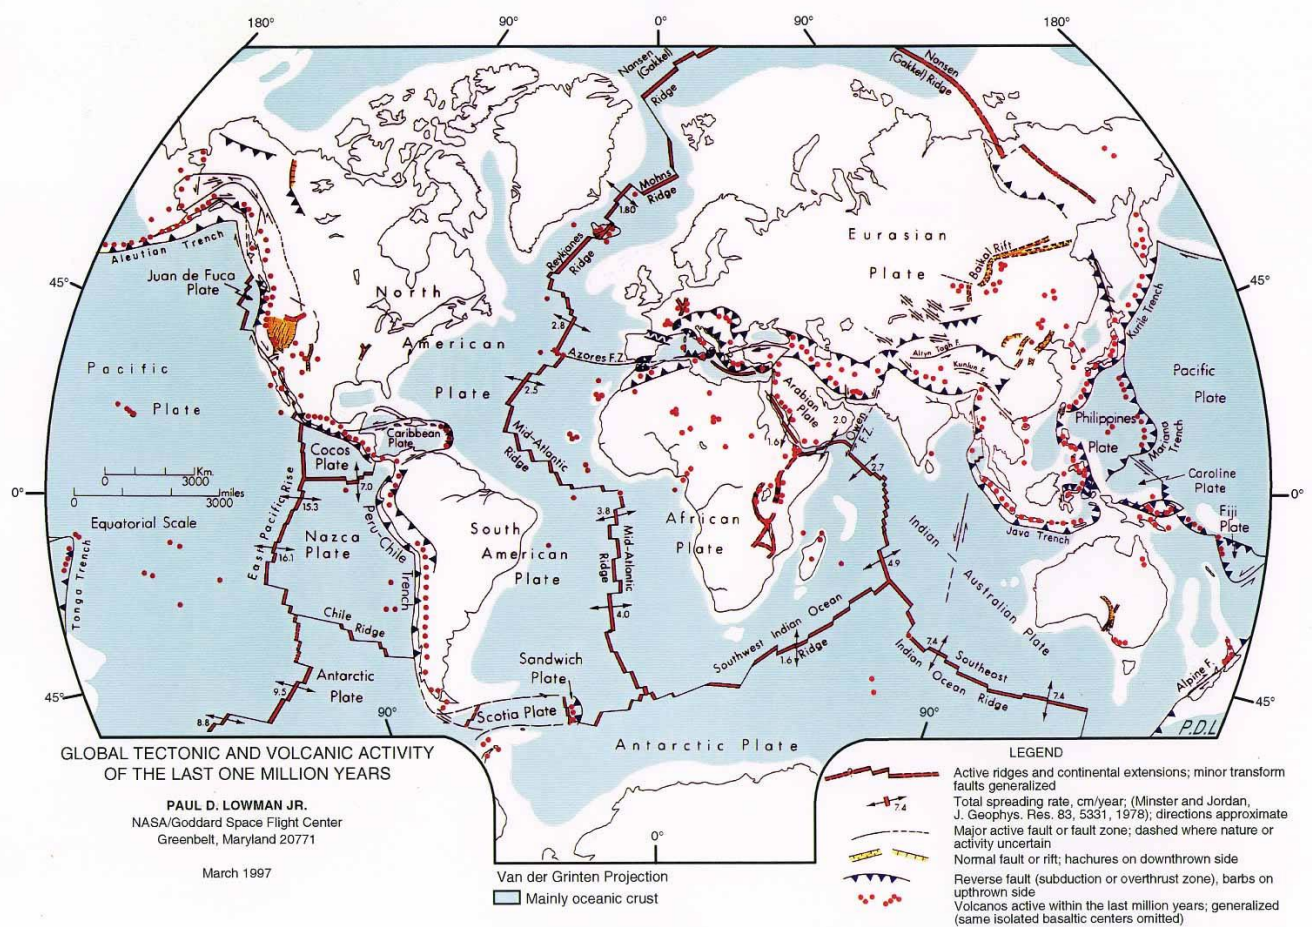 180°
90°
0°
90°
180°
Nansen
(Gakkel)
Ridge
Nansen
(Gakkel) Ridge
Mohns
Ridge
1.80
Reykjanes
Ridge
Aleutian Trench
Juan de Fuca
Plate
45°
45°
North
American
Plate
Eurasian
Plate
Baikal Rift
Kurile Trench
2.8
Azores F.Z.
Altyn Tagh F.
Kunlun F.
Pacific
Plate
Pacific
Plate
2.5
Arabian
Plate
2.0
Owen
F.Z.
1.6
Philippines
Plate
Mariana
Trench
Caribbean
Plate
Mid-Atlantic
Ridge
Cocos
Plate
7.0
2.7
Caroline
Plate
0 Km. 3000
0 miles 3000
Equatorial Scale
0°
0°
East Pacific Rise
15.3
Nazca
Plate
16.1
Peru-Chile Trench
South
American
Plate
3.8
Mid-Atlantic
Ridge
4.0
African
Plate
4.9
Indian
-
Australian Plate
Java Trench
Fiji
Plate
Tonga Trench
Chile Ridge
Southwest Indian Ocean
Ridge
1.6
7.4
Southeast
Indian Ocean Ridge
7.4
Antarctic
Plate
9.5
8.8
Sandwich
Plate
Scotia Plate
Alpine F.
45°
45°
90°
90°
Antarctic Plate
P.D.L
0°
GLOBAL TECTONIC AND VOLCANIC ACTIVITY
OF THE LAST ONE MILLION YEARS
PAUL D. LOWMAN JR.
NASA/Goddard Space Flight Center
Greenbelt, Maryland 20771
March 1997
Van der Grinten Projection
Mainly oceanic crust
LEGEND
Active ridges and continental extensions; minor transform
faults generalized
7.4
Total spreading rate, cm/year; (Minster and Jordan,
J. Geophys. Res. 83, 5331, 1978); directions approximate
Major active fault or fault zone; dashed where nature or
activity uncertain
Normal fault or rift; hachures on downthrown side
Reverse fault (subduction or overthrust zone), barbs on
upthrown side
Volcanos active within the last million years; generalized
(same isolated basaltic centers omitted)